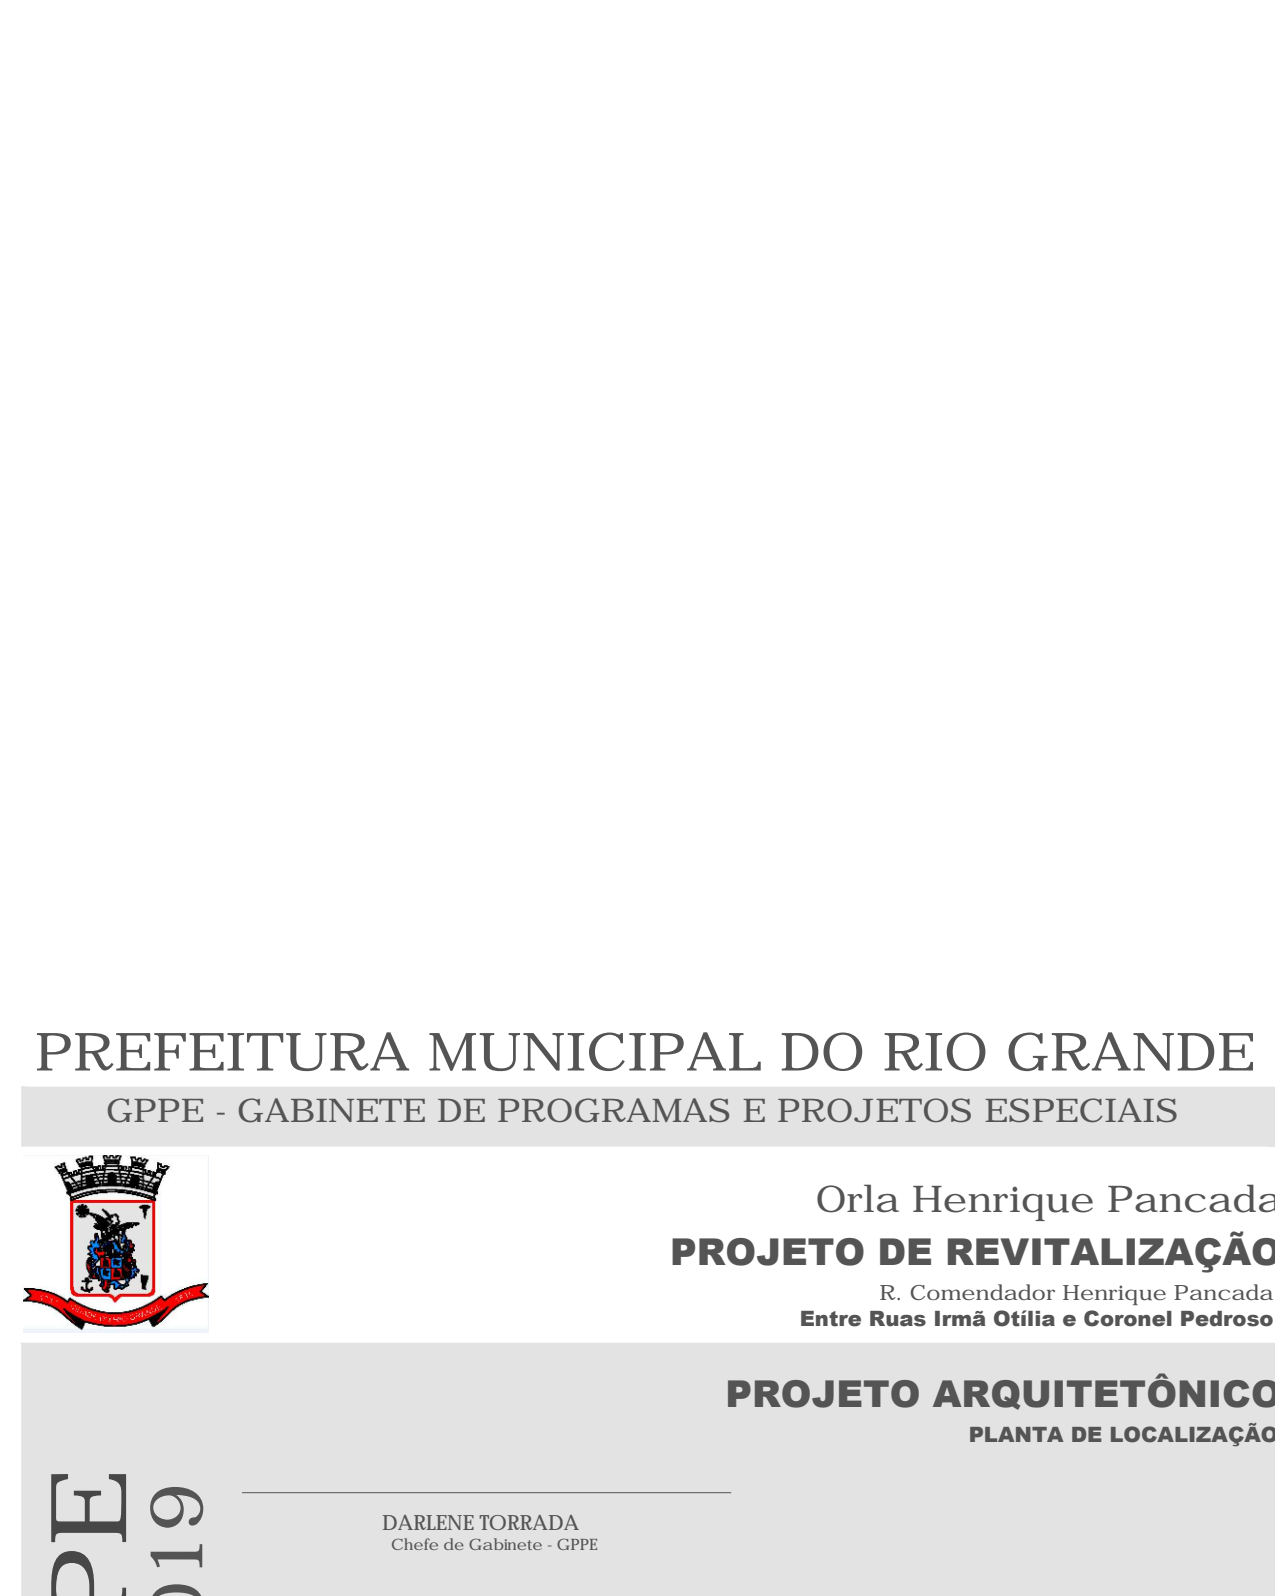 PREFEITURA MUNICIPAL DO RIO GRANDE
GPPE - GABINETE DE PROGRAMAS E PROJETOS ESPECIAIS
Orla Henrique Pancada
PROJETO DE REVITALIZAÇÃO
R. Comendador Henrique Pancada
Entre Ruas Irmã Otília e Coronel Pedroso
PROJETO ARQUITETÔNICO
PLANTA DE LOCALIZAÇÃO
DARLENE TORRADA
Chefe de Gabinete - GPPE